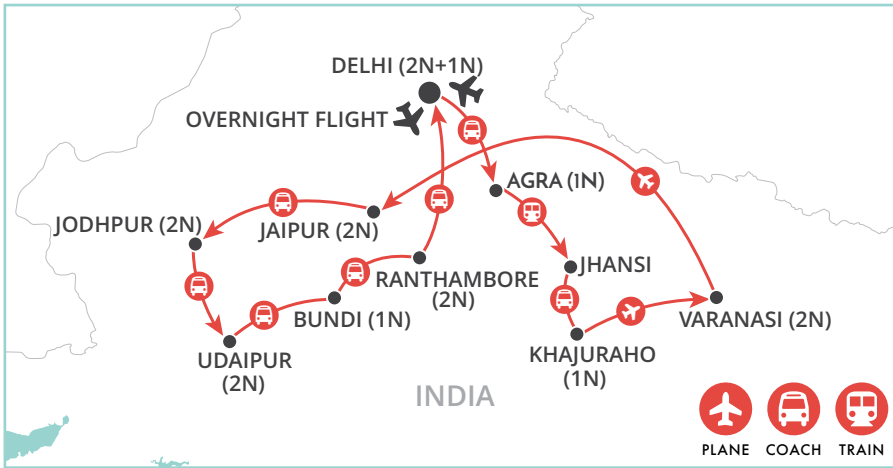 DELHI (2N+1N)
OVERNIGHT FLIGHT
AGRA (1N)
JODHPUR (2N)
JAIPUR (2N)
JHANSI
RANTHAMBORE
(2N)
BUNDI (1N)
VARANASI (2N)
UDAIPUR
(2N)
KHAJURAHO
(1N)
INDIA
PLANE COACH TRAIN